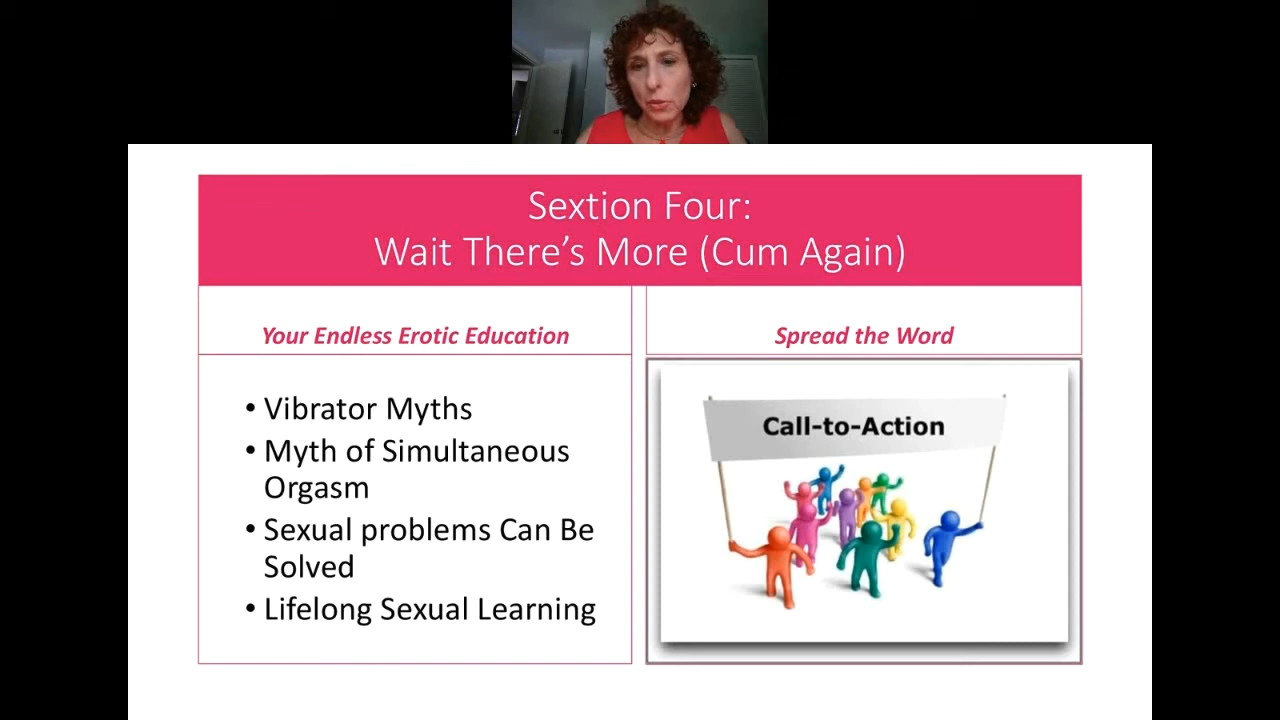 Sextion Four:
Wait There’s More (Cum Again)
Your Endless Erotic Education
• Vibrator Myths
• Myth of Simultaneous
Orgasm
• Sexual problems Can Be
Solved
• Lifelong Sexual Learning
Spread the Word
Call-to-Action